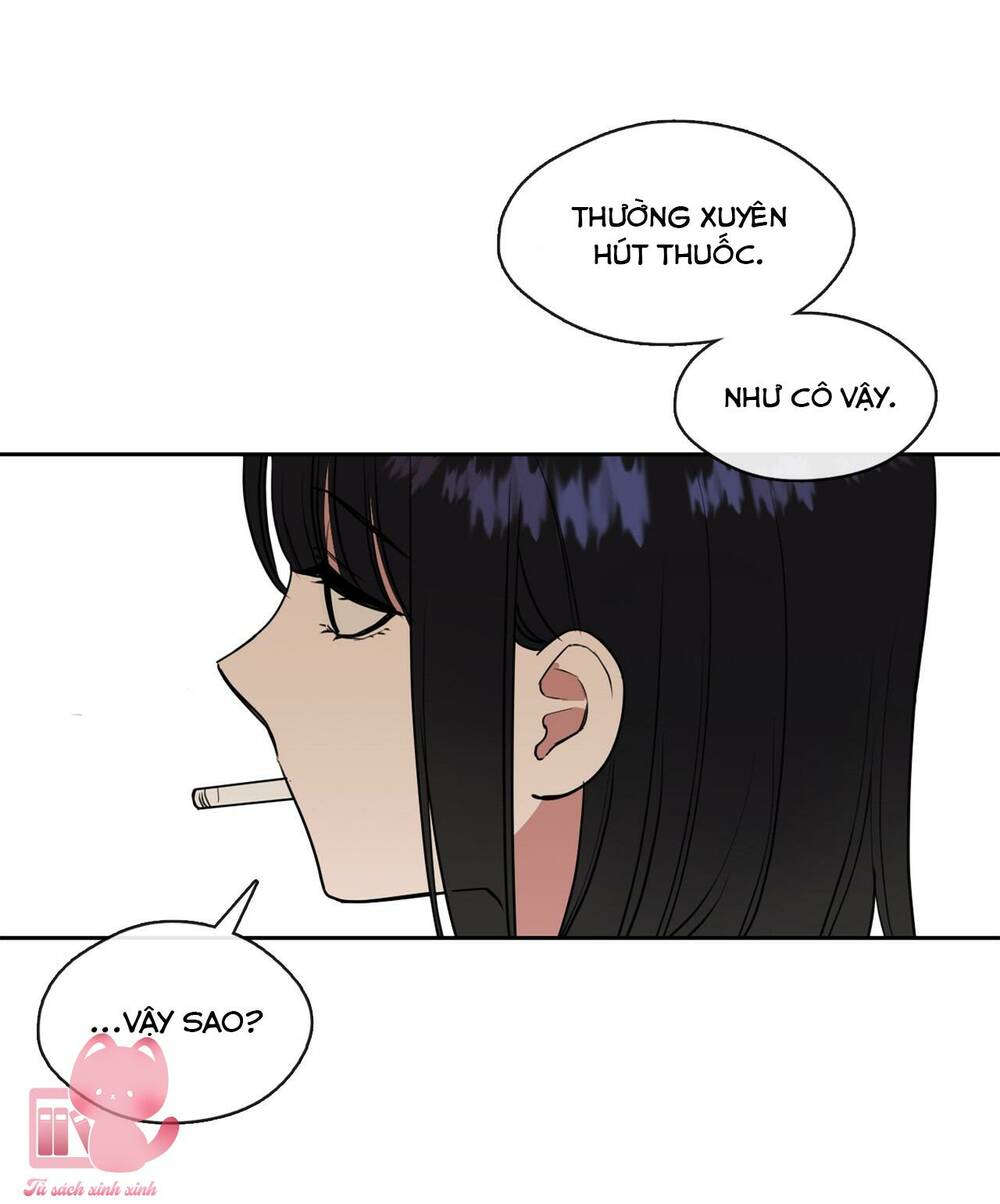 THƯỜNG XUYÊN
HÚT THUỐC.
NHƯ CÔ VẬY.
...VẬY SAO?
Tủ sách xinh xinh